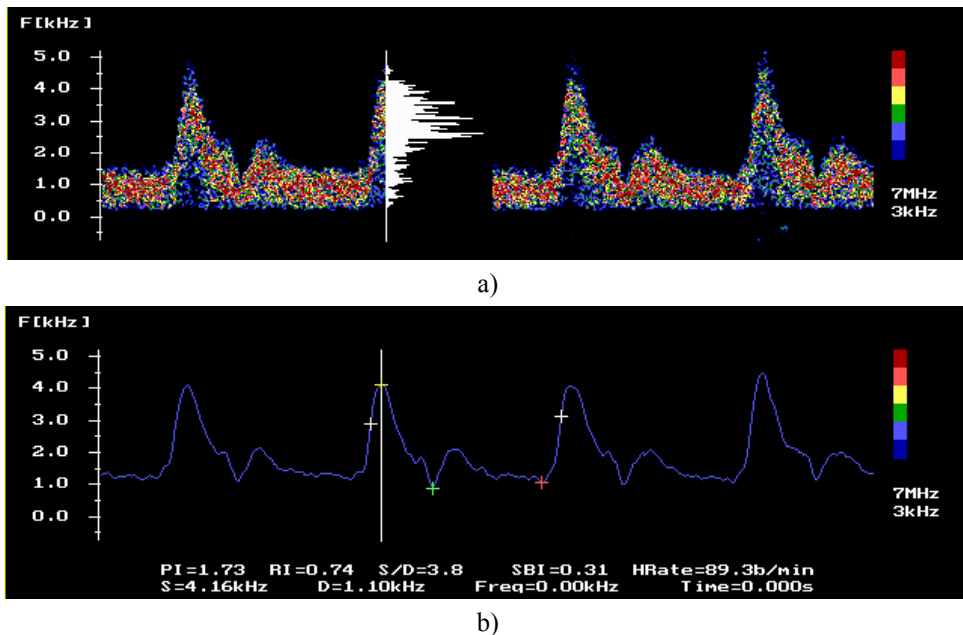 F[kHz]
5.0
4.0
3.0
2.0
1.0
0.0
7MHz
3kHz
a)
F[kHz]
5.0
4.0
3.0
2.0
1.0
0.0
7MHz
3kHz
PI=1.73 RI=0.74 S/D=3.8 SBI=0.31 HRate=89.3b/min
S=4.16kHz D=1.10kHz Freq=0.00kHz Time=0.000s
b)